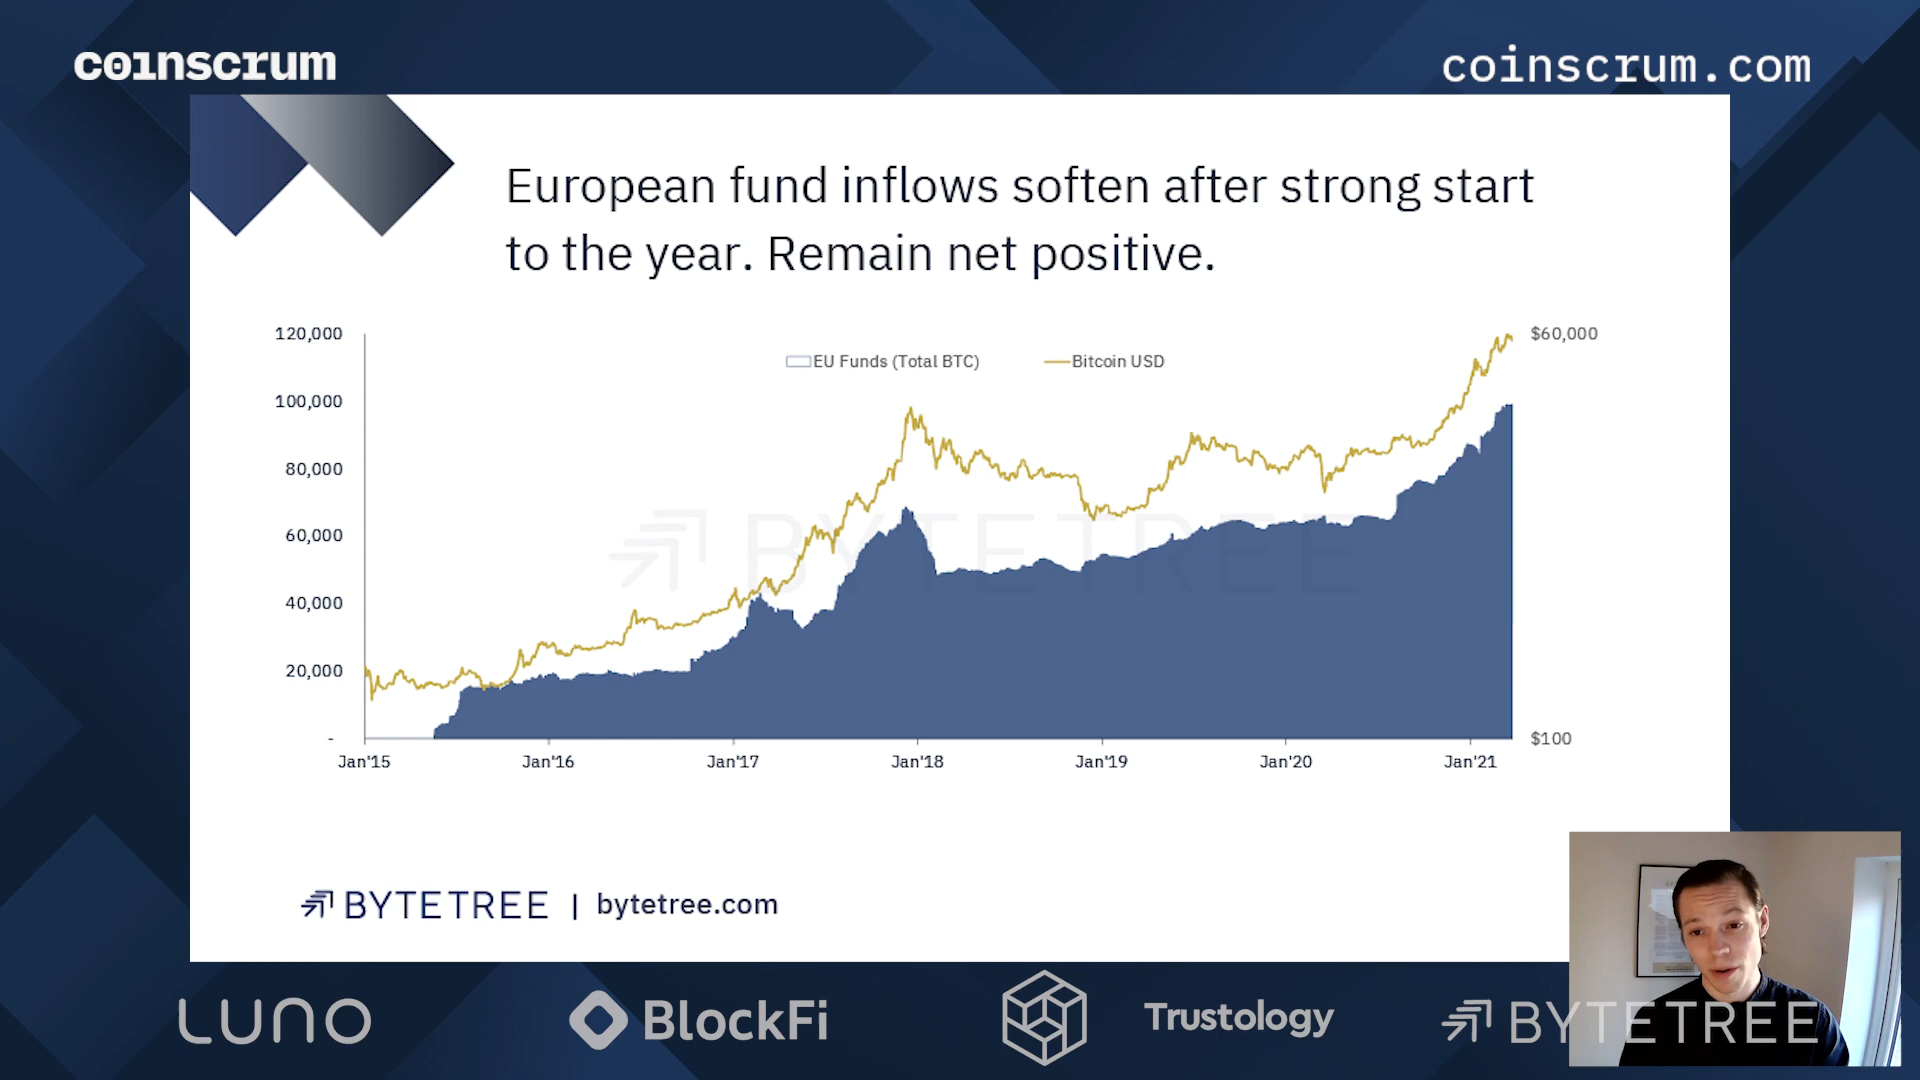 coinscrum
coinscrum.com
European fund inflows soften after strong start
to the year. Remain net positive.
120,000
100,000
80,000
60,000
40,000
20,000
-
$60,000
$100
EU Funds (Total BTC)
Bitcoin USD
BYTETREE
Jan'15
Jan'16
Jan'17
Jan'18
Jan'19
Jan'20
Jan'21
BYTETREE | bytetree.com
LUNO
BlockFi
Trustology
BYTETREE